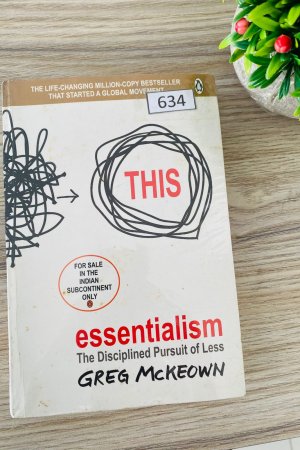 THE LIFE-CHANGING MILLION-COPY BESTSELLER
THAT STARTED A GLOBAL MOVEMENT
634
THIS
FOR SALE
IN THE
INDIAN
SUBCONTINENT
ONLY
essentialism
The Disciplined Pursuit of Less
GREG McKEOWN